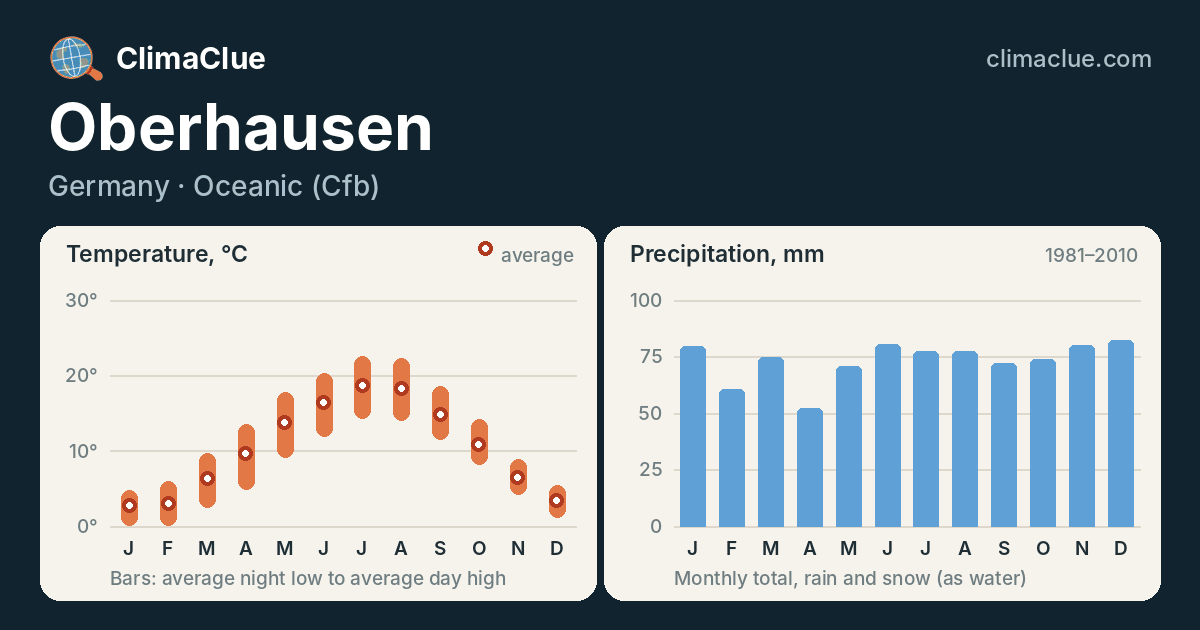 ClimaClue
climaclue.com
Oberhausen
Germany · Oceanic (Cfb)
Temperature, °C
average
30°
20°
10°
0°
J F M A M J J A S O N D
Bars: average night low to average day high
Precipitation, mm
1981–2010
100
75
50
25
0
J F M A M J J A S O N D
Monthly total, rain and snow (as water)